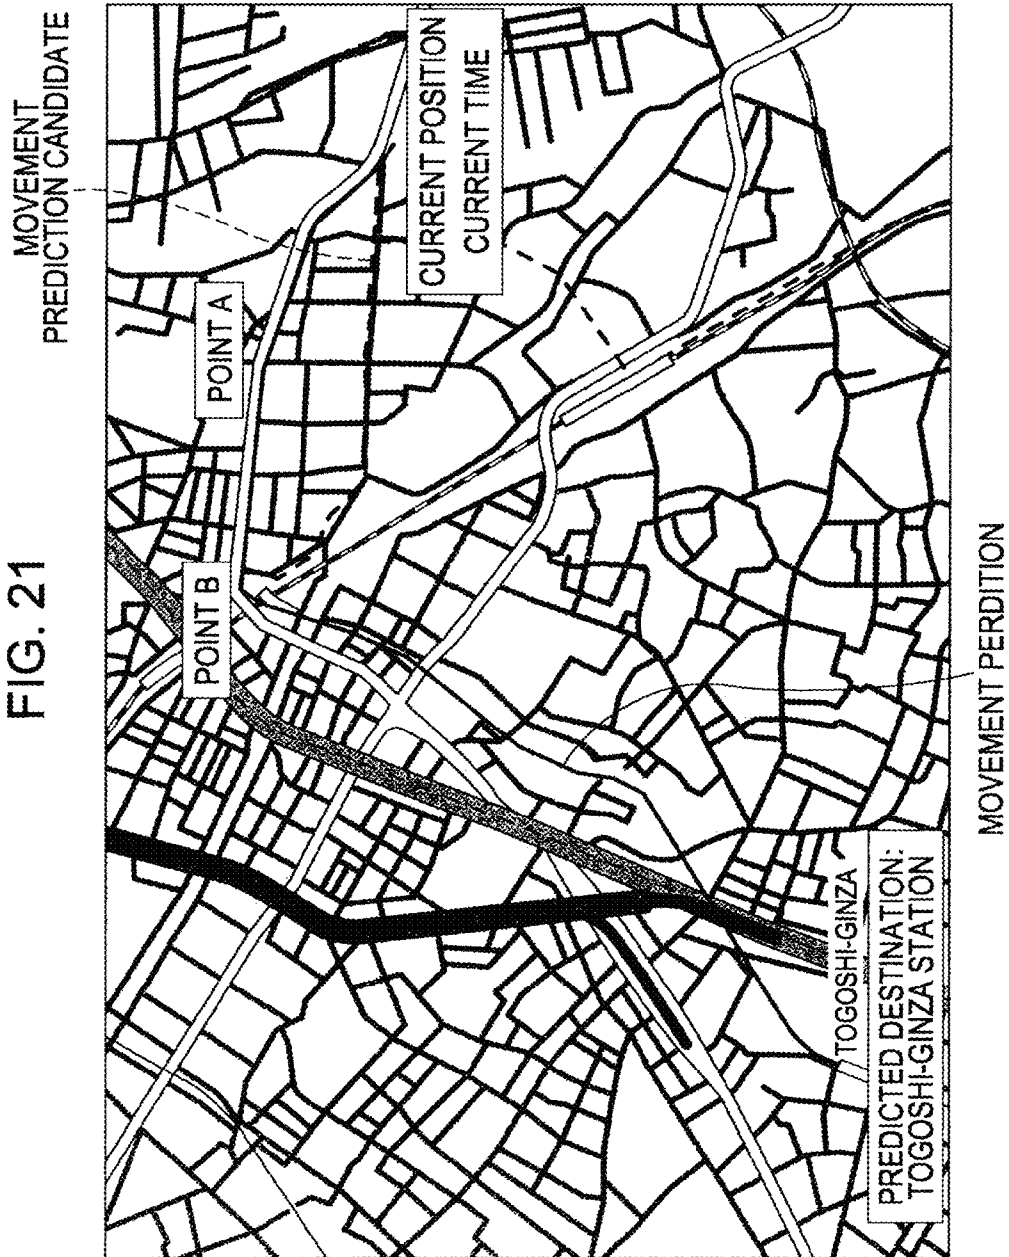 FIG. 21
MOVEMENT
PREDICTION CANDIDATE
CURRENT POSITION
CURRENT TIME
POINT A
POINT B
TOGOSHI-GINZA
PREDICTED DESTINATION:
TOGOSHI-GINZA STATION
MOVEMENT PERDITION